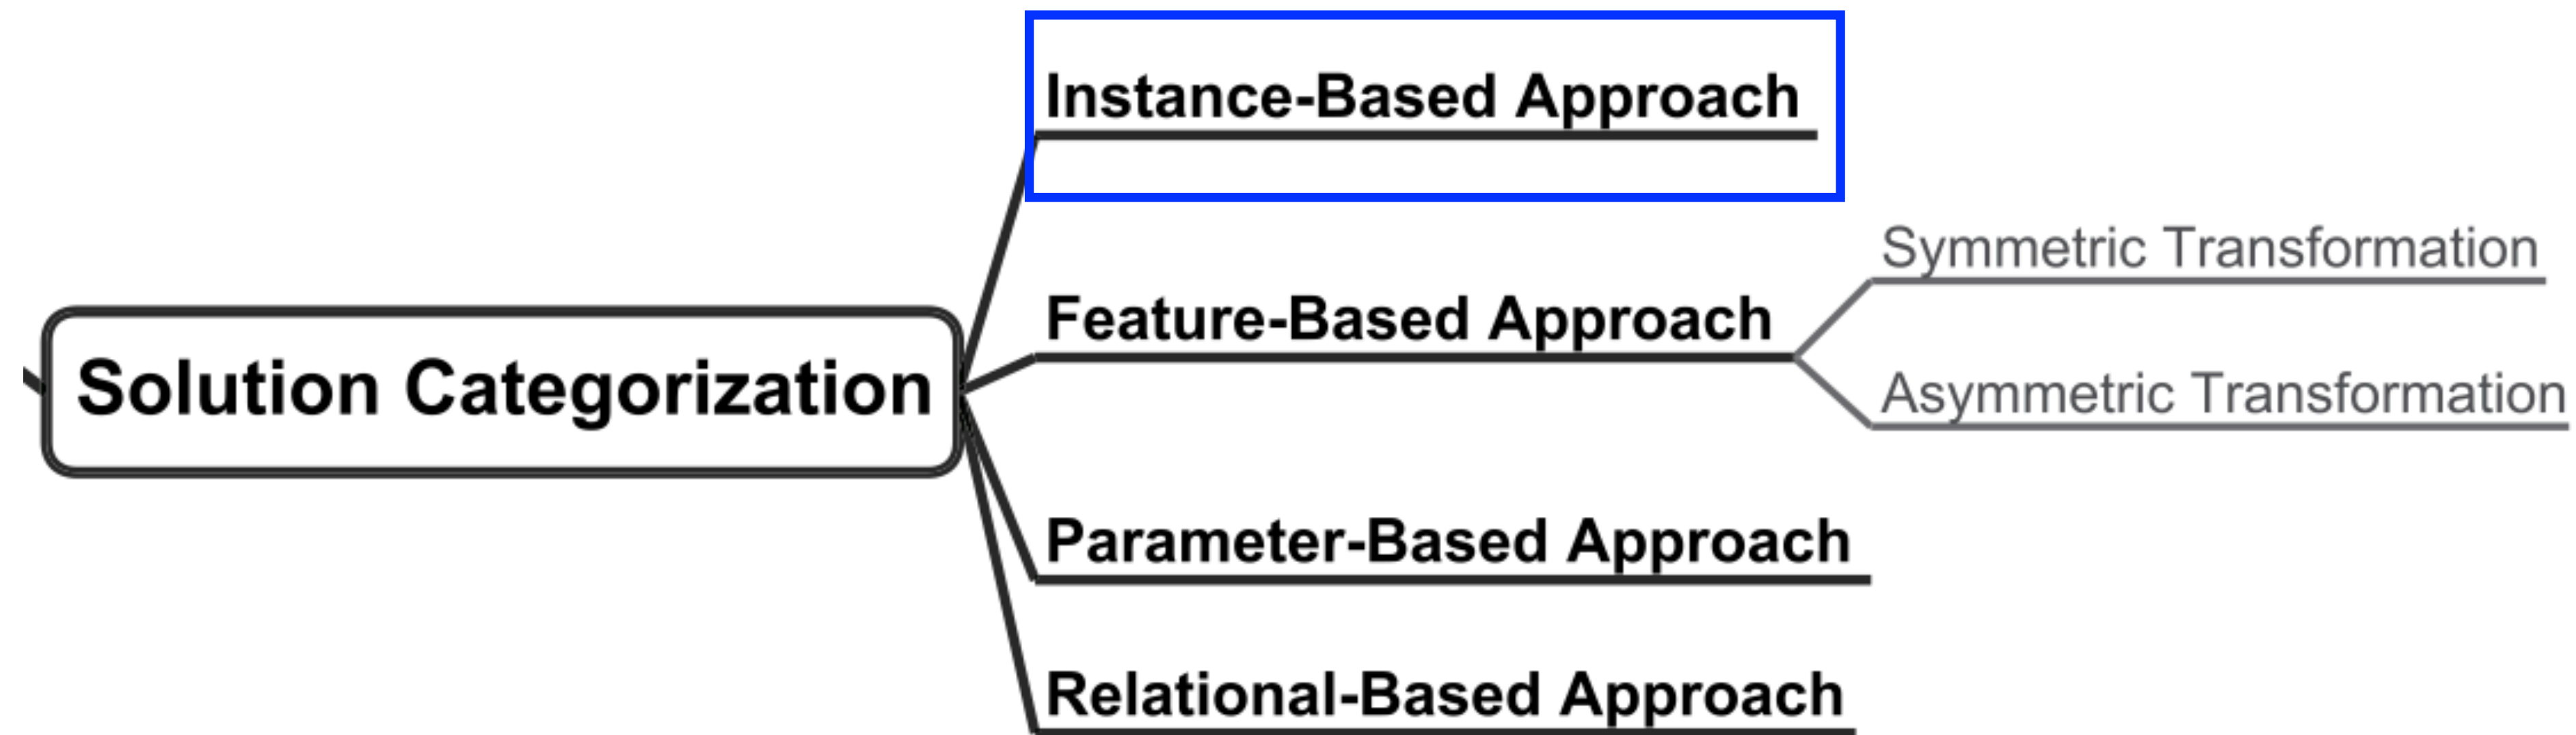 Instance-Based Approach
Symmetric Transformation
Feature-Based Approach
Solution Categorization
Asymmetric Transformation
Parameter-Based Approach
Relational-Based Approach